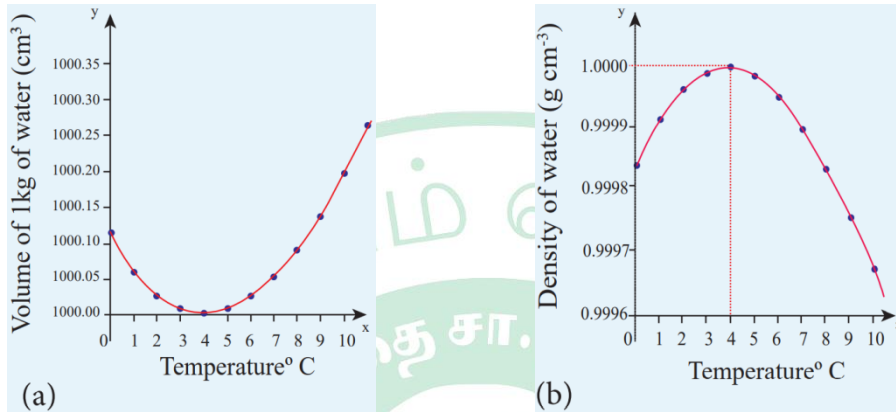 y
Volume of 1kg of water (cm³)
1000.35
1000.30
1000.25
1000.20
1000.15
1000.10
1000.05
1000.00
0 1 2 3 4 5 6 7 8 9 10
x
Temperature° C
(a)
ம்
தை சா.
y
Density of water (g cm⁻³)
1.0000
0.9999
0.9998
0.9997
0.9996
0 1 2 3 4 5 6 7 8 9 10
Temperature° C
(b)